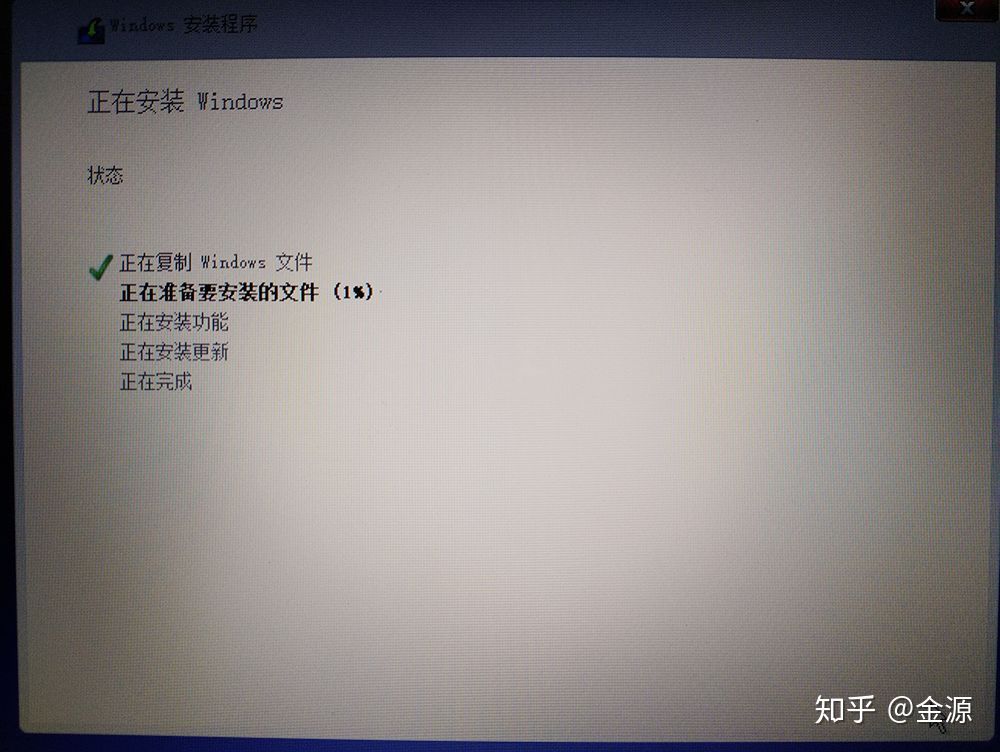 Windows 安装程序
正在安装 Windows
状态
正在复制 Windows 文件
正在准备要安装的文件 (1%)
正在安装功能
正在安装更新
正在完成
知乎 @金源